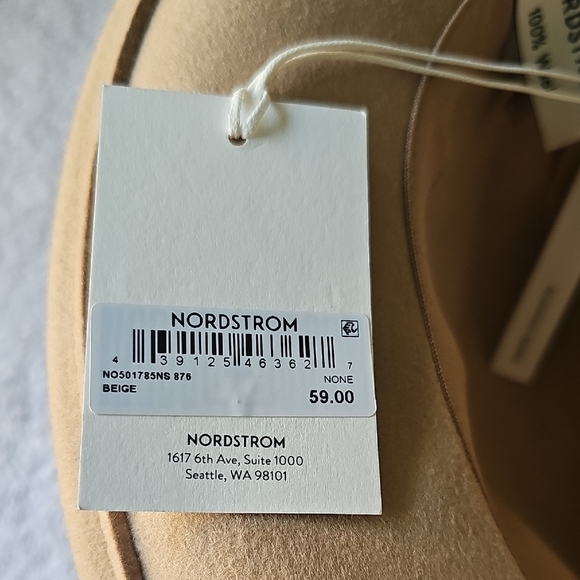 NORDSTROM
4 39125 46362 7
NO501785NS 876 NONE
BEIGE 59.00
NORDSTROM
1617 6th Ave, Suite 1000
Seattle, WA 98101
100%